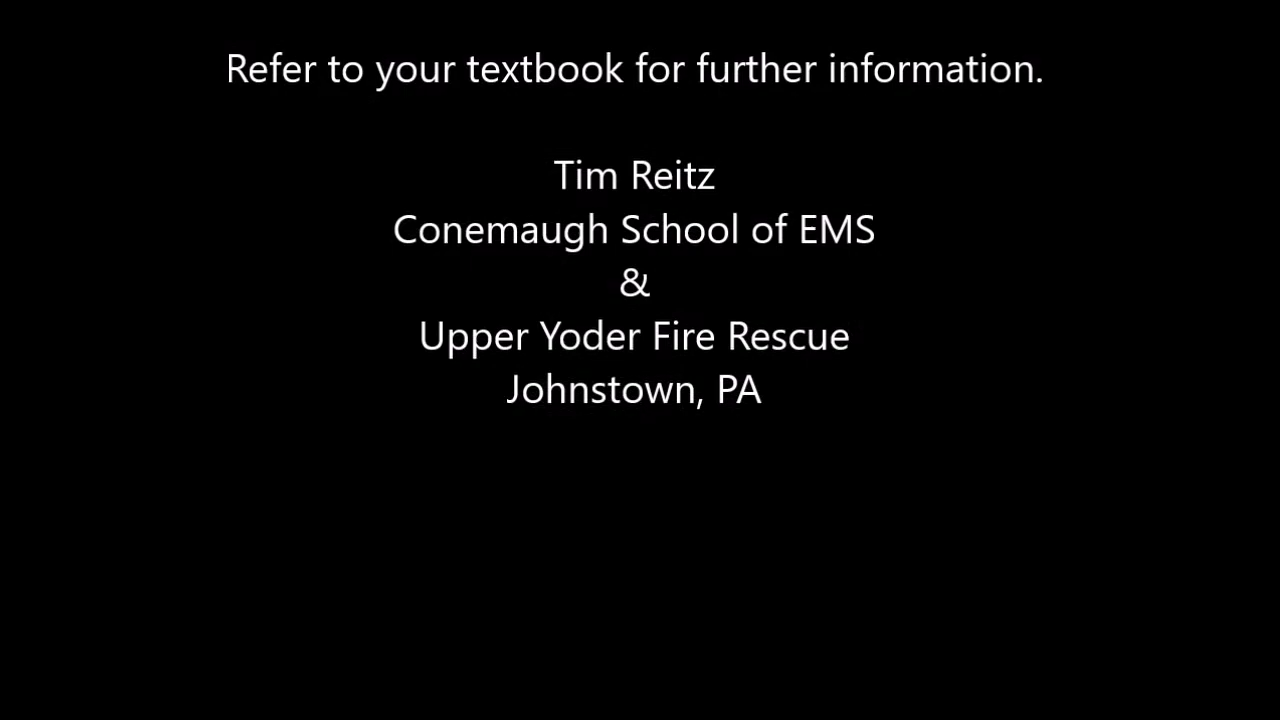 Refer to your textbook for further information.
Tim Reitz
Conemaugh School of EMS
&
Upper Yoder Fire Rescue
Johnstown, PA